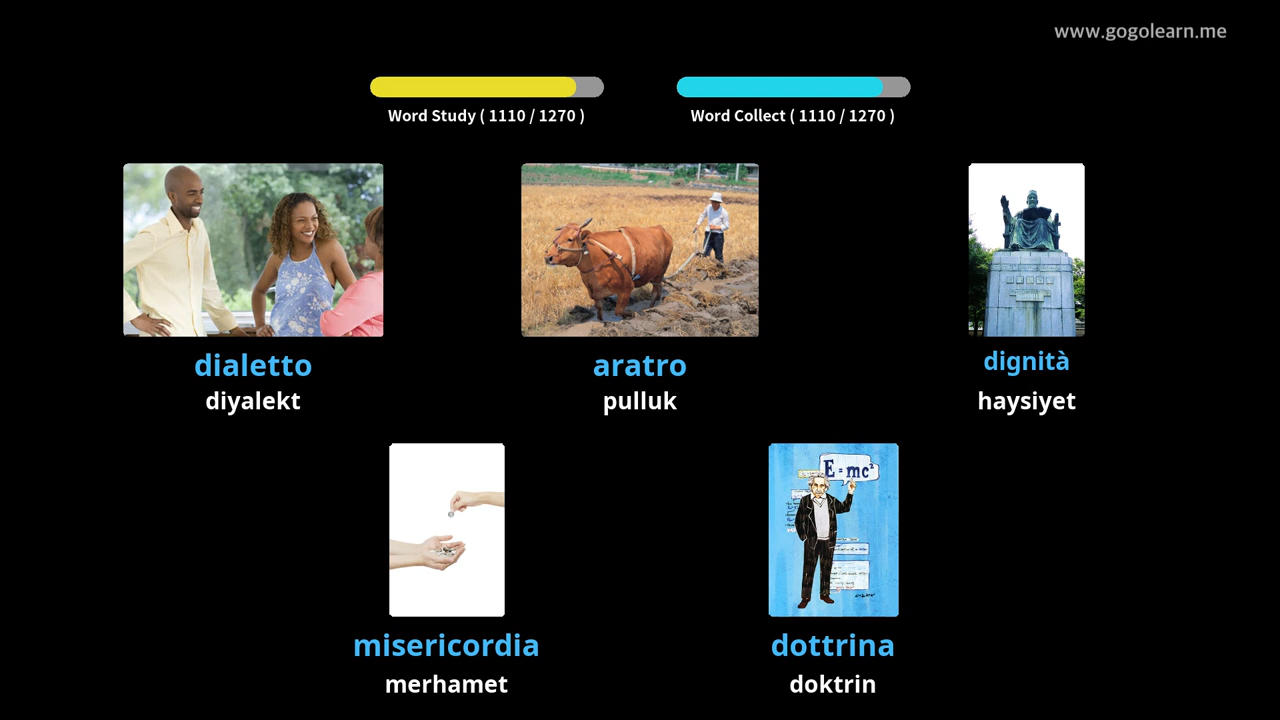 www.gogolearn.me
Word Study ( 1110 / 1270 )
Word Collect ( 1110 / 1270 )
dialetto
diyalekt
aratro
pulluk
dignità
haysiyet
E=mc²
misericordia
merhamet
dottrina
doktrin